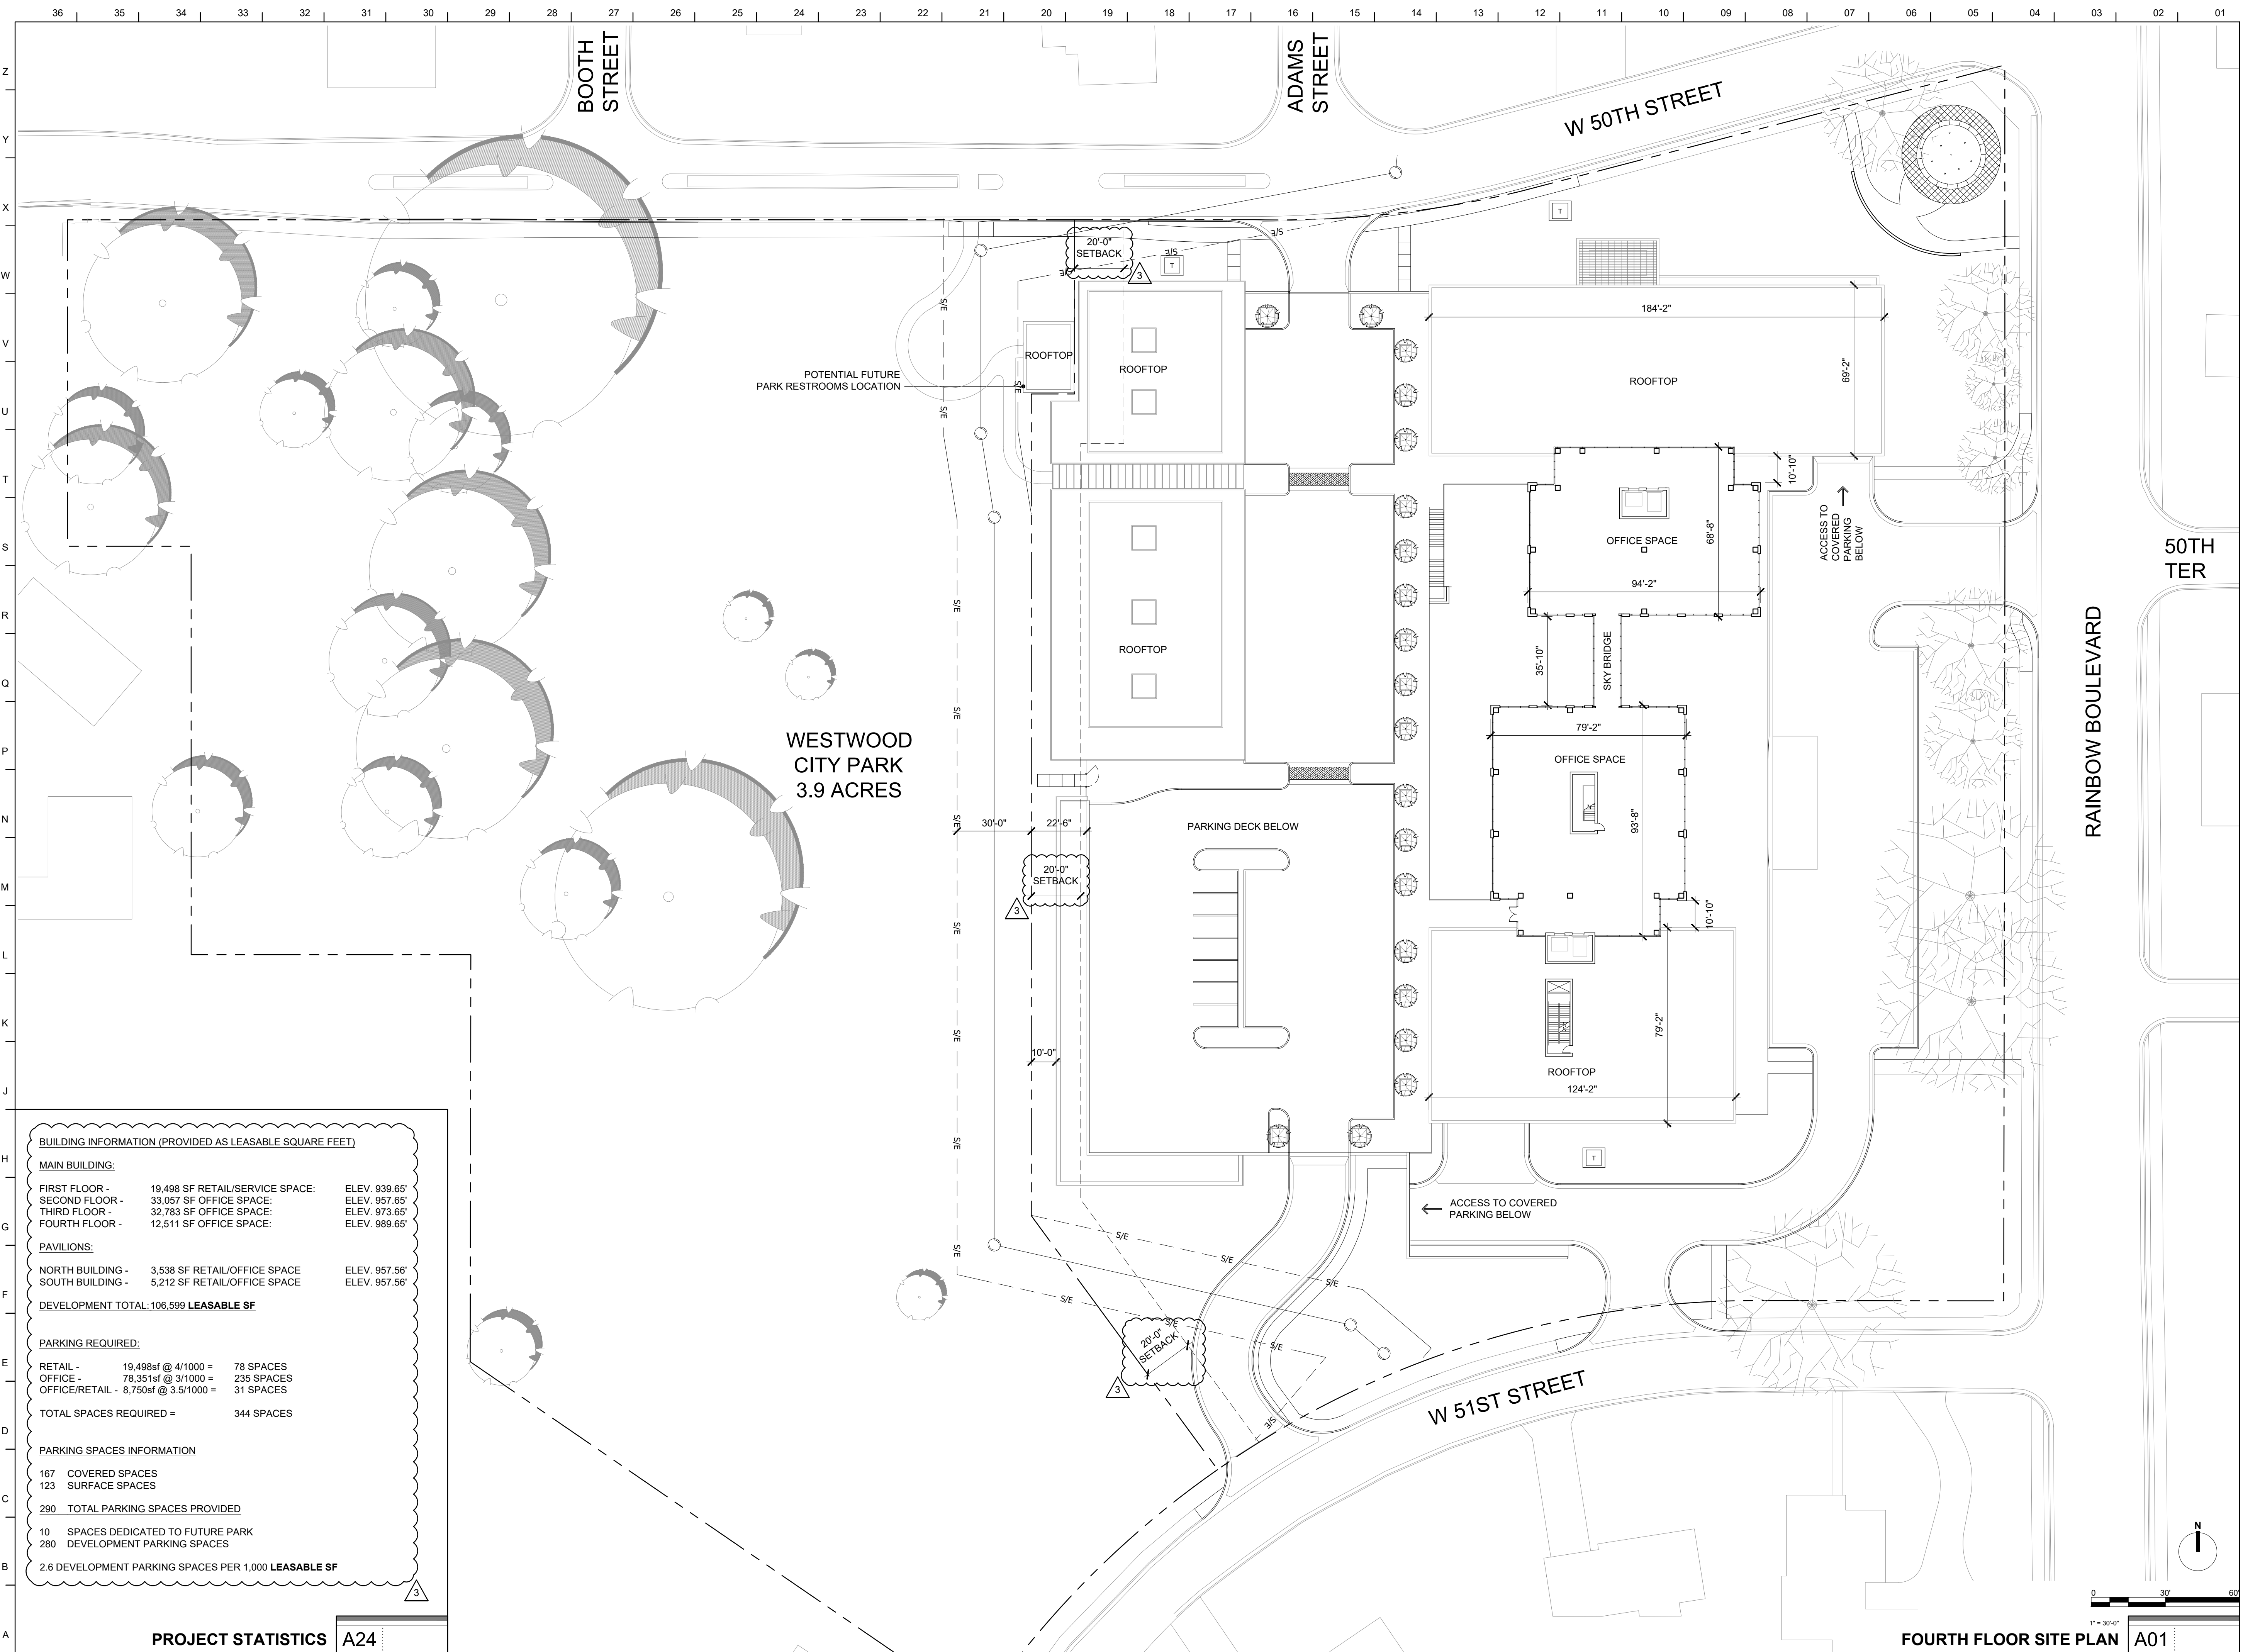 36 35 34 33 32 31 30 29 28 27 26 25 24 23 22 21 20 19 18 17 16 15 14 13 12 11 10 09 08 07 06 05 04 03 02 01
Z
Y
X
W
V
U
T
S
R
Q
P
N
M
L
K
J
H
G
F
E
D
C
B
A
BOOTH
STREET
ADAMS
STREET
W 50TH STREET
T
T
20'-0"
SETBACK
3
S/E
S/E
S/E
S/E
S/E
S/E
ROOFTOP
ROOFTOP
POTENTIAL FUTURE
PARK RESTROOMS LOCATION
184'-2"
69'-2"
ROOFTOP
10'-10"
ACCESS TO
COVERED
PARKING
BELOW
OFFICE SPACE
68'-8"
94'-2"
50TH
TER
RAINBOW BOULEVARD
S/E
35'-10"
SKY BRIDGE
ROOFTOP
S/E
79'-2"
OFFICE SPACE
93'-8"
WESTWOOD
CITY PARK
3.9 ACRES
S/E
30'-0"
22'-6"
PARKING DECK BELOW
20'-0"
SETBACK
3
10'-10"
S/E
S/E
10'-0"
79'-2"
ROOFTOP
124'-2"
S/E
T
ACCESS TO COVERED
PARKING BELOW
S/E
S/E
S/E
S/E
S/E
S/E
20'-0"
SETBACK
S/E
3
S/E
W 51ST STREET
BUILDING INFORMATION (PROVIDED AS LEASABLE SQUARE FEET)
MAIN BUILDING:
FIRST FLOOR - 19,498 SF RETAIL/SERVICE SPACE: ELEV. 939.65'
SECOND FLOOR - 33,057 SF OFFICE SPACE: ELEV. 957.65'
THIRD FLOOR - 32,783 SF OFFICE SPACE: ELEV. 973.65'
FOURTH FLOOR - 12,511 SF OFFICE SPACE: ELEV. 989.65'
PAVILIONS:
NORTH BUILDING - 3,538 SF RETAIL/OFFICE SPACE ELEV. 957.56'
SOUTH BUILDING - 5,212 SF RETAIL/OFFICE SPACE ELEV. 957.56'
DEVELOPMENT TOTAL: 106,599 LEASABLE SF
PARKING REQUIRED:
RETAIL - 19,498sf @ 4/1000 = 78 SPACES
OFFICE - 78,351sf @ 3/1000 = 235 SPACES
OFFICE/RETAIL - 8,750sf @ 3.5/1000 = 31 SPACES
TOTAL SPACES REQUIRED = 344 SPACES
PARKING SPACES INFORMATION
167 COVERED SPACES
123 SURFACE SPACES
290 TOTAL PARKING SPACES PROVIDED
10 SPACES DEDICATED TO FUTURE PARK
280 DEVELOPMENT PARKING SPACES
2.6 DEVELOPMENT PARKING SPACES PER 1,000 LEASABLE SF
3
PROJECT STATISTICS A24
N
0 30' 60'
1" = 30'-0"
FOURTH FLOOR SITE PLAN A01